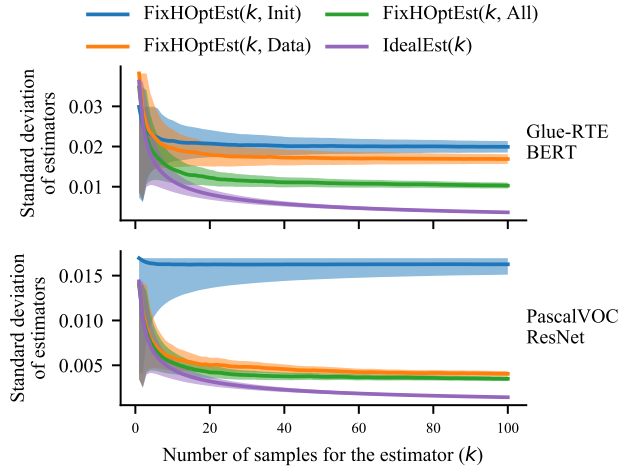 FixHOptEst(k, Init)
FixHOptEst(k, All)
FixHOptEst(k, Data)
IdealEst(k)
Standard deviation
of estimators
0.03
0.02
0.01
Glue-RTE
BERT
Standard deviation
of estimators
0.015
0.010
0.005
PascalVOC
ResNet
0 20 40 60 80 100
Number of samples for the estimator (k)